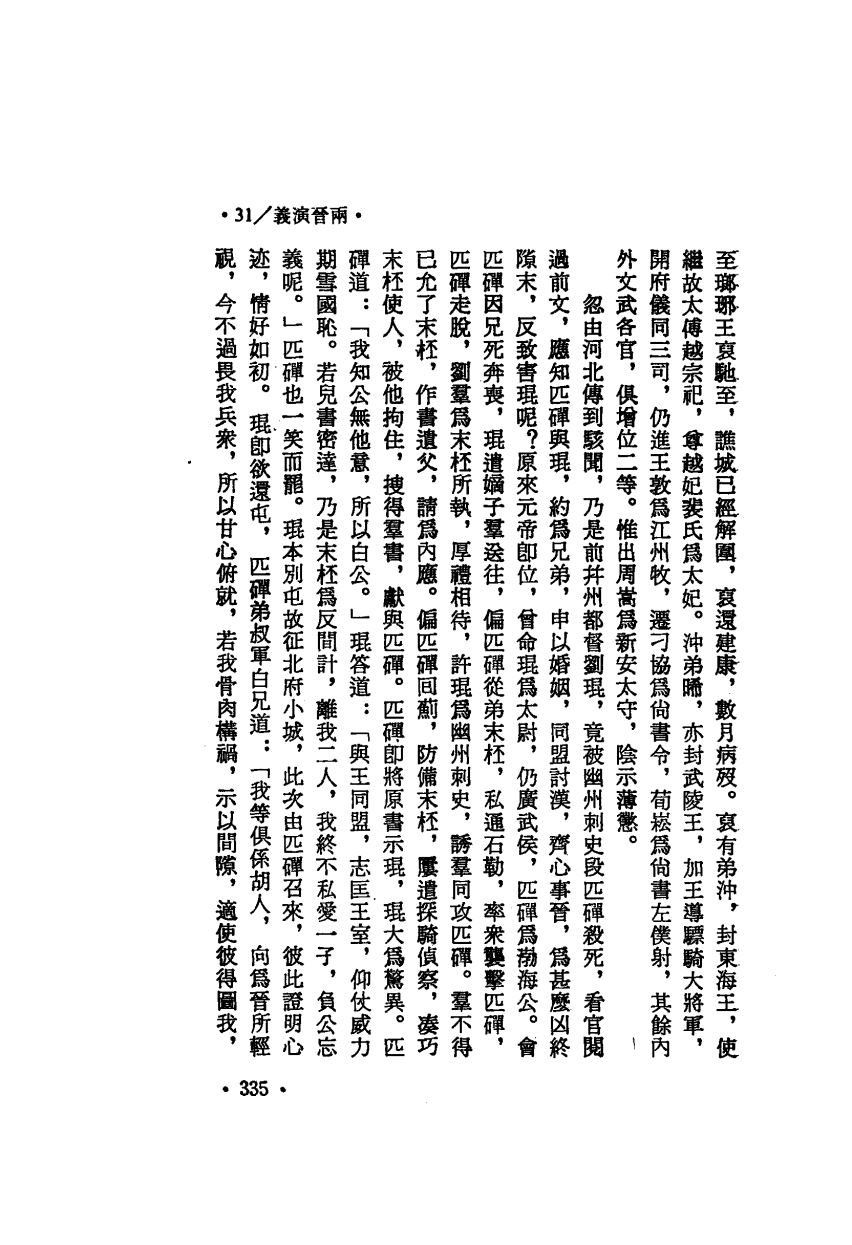 •31／義演晉兩•
至瑯琊王裒馳至，譙城已經解圍，裒還建康，數月病歿。裒有弟沖，封東海王，使
繼故太傅越宗祀，尊越妃裴氏爲太妃。沖弟晞，亦封武陵王，加王導驃騎大將軍，
開府儀同三司，仍進王敦爲江州牧，遷刁協爲尚書令，荀崧爲尚書左僕射，其餘內
外文武各官，俱增位二等。惟出周嵩爲新安太守，陰示薄懲。
忽由河北傳到駭聞，乃是前幷州都督劉琨，竟被幽州刺史段匹磾殺死，看官閱
過前文，應知匹磾與琨，約爲兄弟，申以婚姻，同盟討漢，齊心事晉，爲甚麼凶終
隙末，反致害琨呢？原來元帝卽位，曾命琨爲太尉，仍廣武侯，匹磾爲渤海公。會
匹磾因兄死奔喪，琨遣嫡子羣送往，偏匹磾從弟末柸，私通石勒，率衆襲擊匹磾，
匹磾走脫，劉羣爲末柸所執，厚禮相待，許琨爲幽州刺史，誘羣同攻匹磾。羣不得
已允了末柸，作書遺父，請爲內應。偏匹磾回薊，防備末柸，屢遣探騎偵察，凑巧
末柸使人，被他拘住，搜得羣書，獻與匹磾。匹磾卽將原書示琨，琨大爲驚異。匹
磾道：「我知公無他意，所以白公。」琨答道：「與王同盟，志匡王室，仰仗威力
期雪國恥。若兒書密達，乃是末柸爲反間計，離我二人，我終不私愛一子，負公忘
義呢。」匹磾也一笑而罷。琨本別屯故征北府小城，此次由匹磾召來，彼此證明心
迹，情好如初。琨卽欲還屯，匹磾弟叔軍白兄道：「我等俱係胡人，向爲晉所輕
視，今不過畏我兵衆，所以甘心俯就，若我骨肉構禍，示以間隙，適使彼得圖我，
•335•